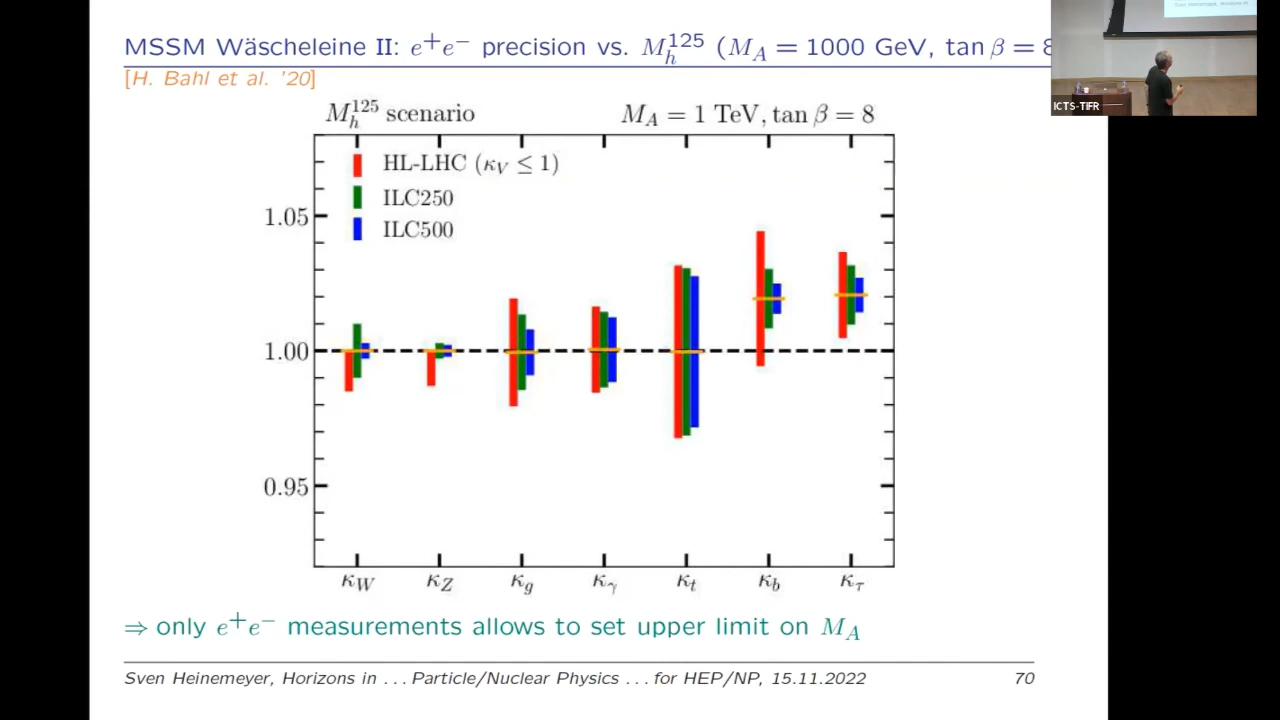 MSSM Wäscheleine II: e⁺e⁻ precision vs. M_h^125 (M_A = 1000 GeV, tan β = 8
[H. Bahl et al. '20]
M_h^125 scenario
M_A = 1 TeV, tan β = 8
HL-LHC (κ_V ≤ 1)
ILC250
ILC500
1.05
1.00
0.95
κ_W κ_Z κ_g κ_γ κ_t κ_b κ_τ
⇒ only e⁺e⁻ measurements allows to set upper limit on M_A
Sven Heinemeyer, Horizons in ... Particle/Nuclear Physics ... for HEP/NP, 15.11.2022 70
ICTS-TIFR